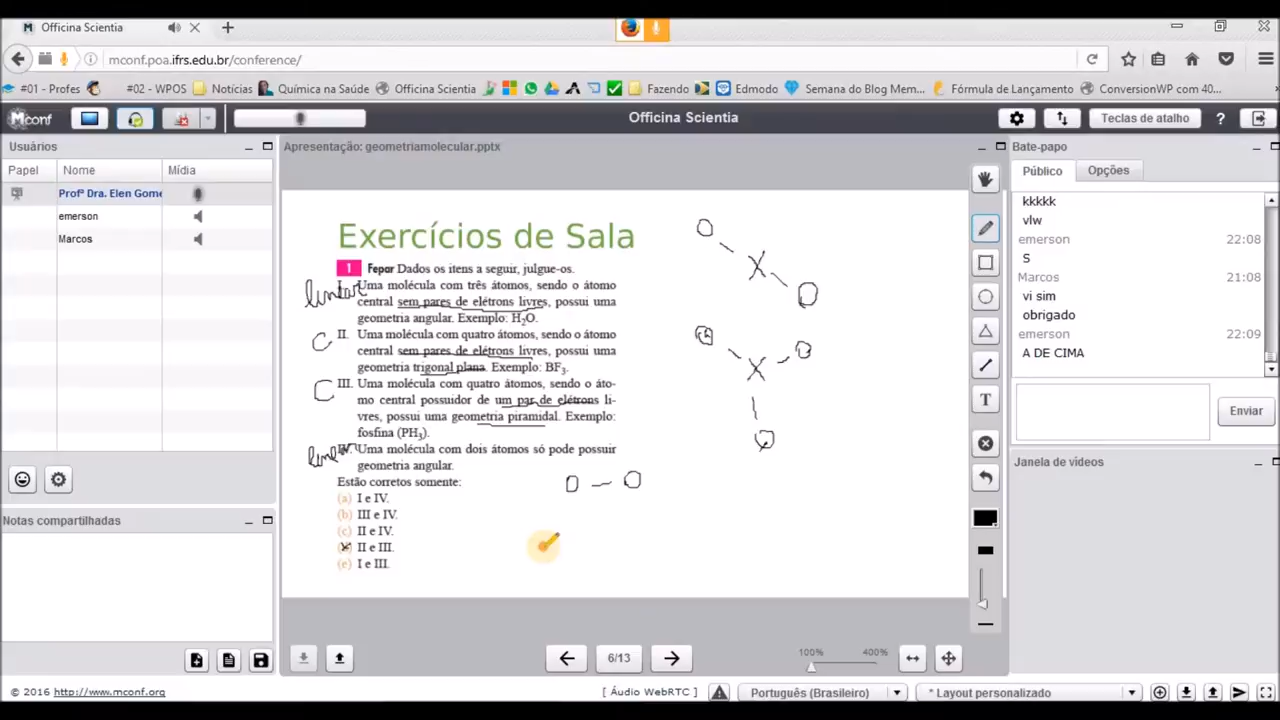 Officina Scientia
mconf.poa.ifrs.edu.br/conference/
#01 - Profes
#02 - WPOS
Notícias
Química na Saúde
Officina Scientia
Fazendo
Edmodo
Semana do Blog Mem...
Fórmula de Lançamento
ConversionWP com 40...
Mconf
Officina Scientia
Teclas de atalho
?
Usuários
Papel Nome Mídia
Profª Dra. Elen Gome
emerson
Marcos
Notas compartilhadas
Apresentação: geometriamolecular.pptx
Exercícios de Sala
1 Fepar Dados os itens a seguir, julgue-os.
linear
I. Uma molécula com três átomos, sendo o átomo
central sem pares de elétrons livres, possui uma
geometria angular. Exemplo: H₂O.
C
II. Uma molécula com quatro átomos, sendo o átomo
central sem pares de elétrons livres, possui uma
geometria trigonal plana. Exemplo: BF₃.
C
III. Uma molécula com quatro átomos, sendo o áto-
mo central possuidor de um par de elétrons li-
vres, possui uma geometria piramidal. Exemplo:
fosfina (PH₃).
IV. Uma molécula com dois átomos só pode possuir
geometria angular.
Estão corretos somente:
(a) I e IV.
(b) III e IV.
(c) II e IV.
II e III.
(e) I e III.
O
X
O
X
O
O
O — O
T
6/13
100% 400%
Bate-papo
Público Opções
kkkkk
vlw
emerson 22:08
S
Marcos 21:08
vi sim
obrigado
emerson 22:09
A DE CIMA
Enviar
Janela de vídeos
© 2016 http://www.mconf.org
[ Áudio WebRTC ]
Português (Brasileiro)
* Layout personalizado